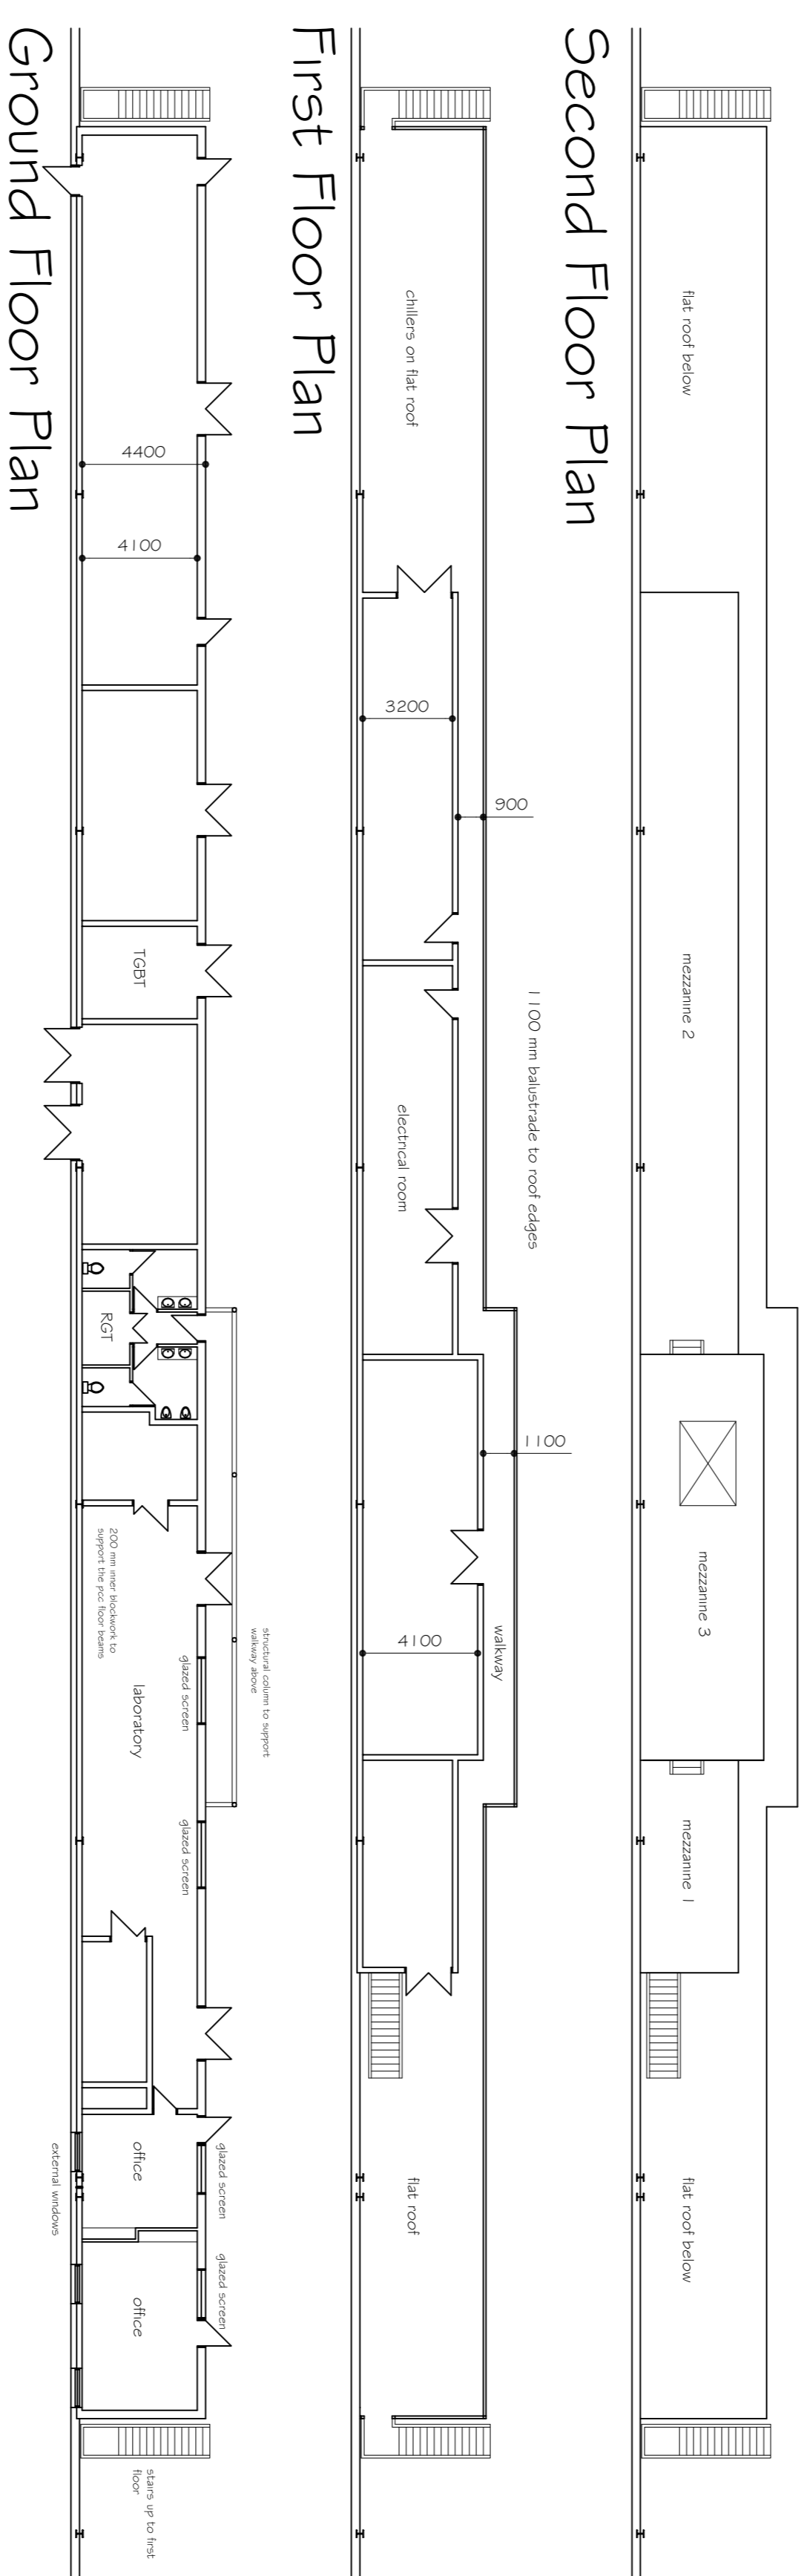 Second Floor Plan
flat roof below
mezzanine 2
mezzanine 3
mezzanine 1
flat roof below
First Floor Plan
chillers on flat roof
3200
900
1100 mm balustrade to roof edges
electrical room
1100
4100
walkway
flat roof
Ground Floor Plan
4400
4100
TGBT
RGT
200 mm inner blockwork to
support the pcc floor beams
laboratory
glazed screen
structural column to support
walkway above
glazed screen
office
glazed screen
external windows
office
glazed screen
stairs up to first
floor